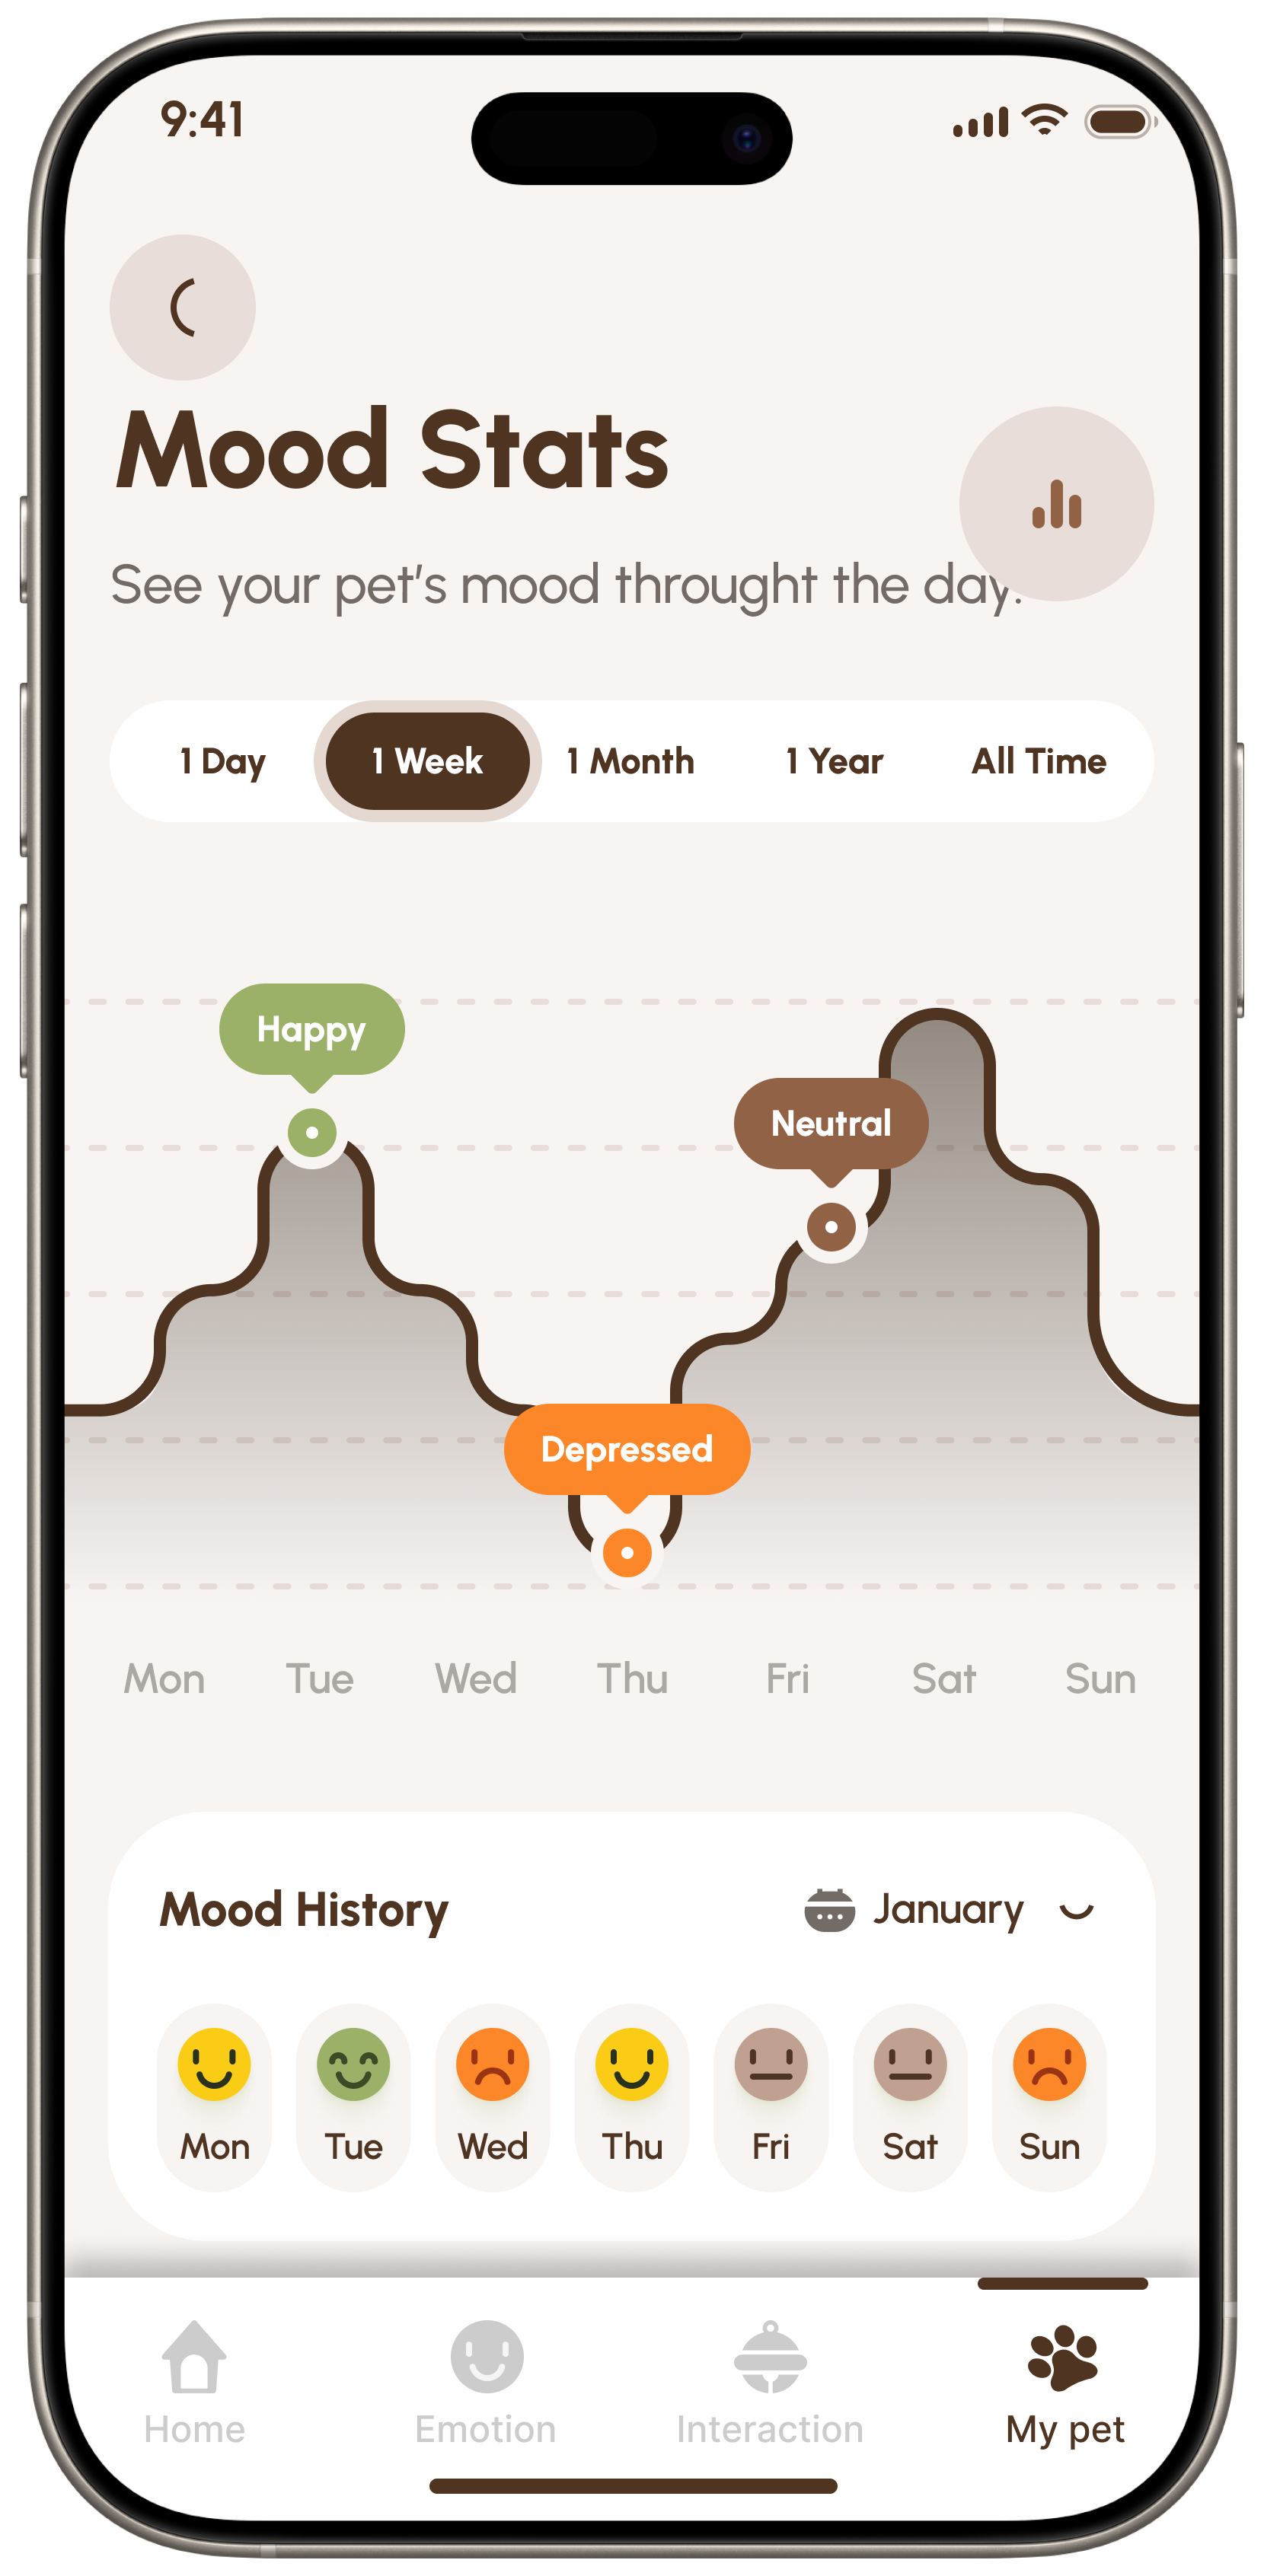 9:41
Mood Stats
See your pet's mood throught the day.
1 Day 1 Week 1 Month 1 Year All Time
Happy
Neutral
Depressed
Mon Tue Wed Thu Fri Sat Sun
Mood History January
Mon Tue Wed Thu Fri Sat Sun
Home Emotion Interaction My pet